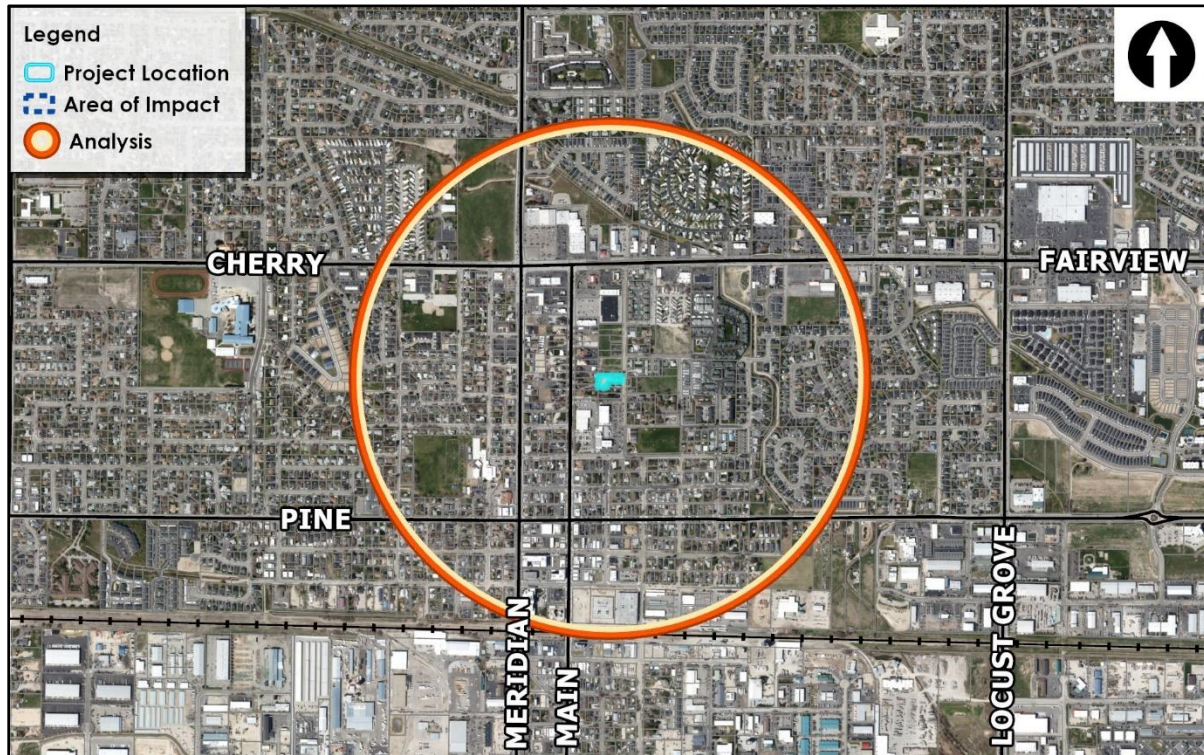 Legend
Project Location
Area of Impact
Analysis
CHERRY
FAIRVIEW
PINE
MERIDIAN
MAIN
LOCUST GROVE